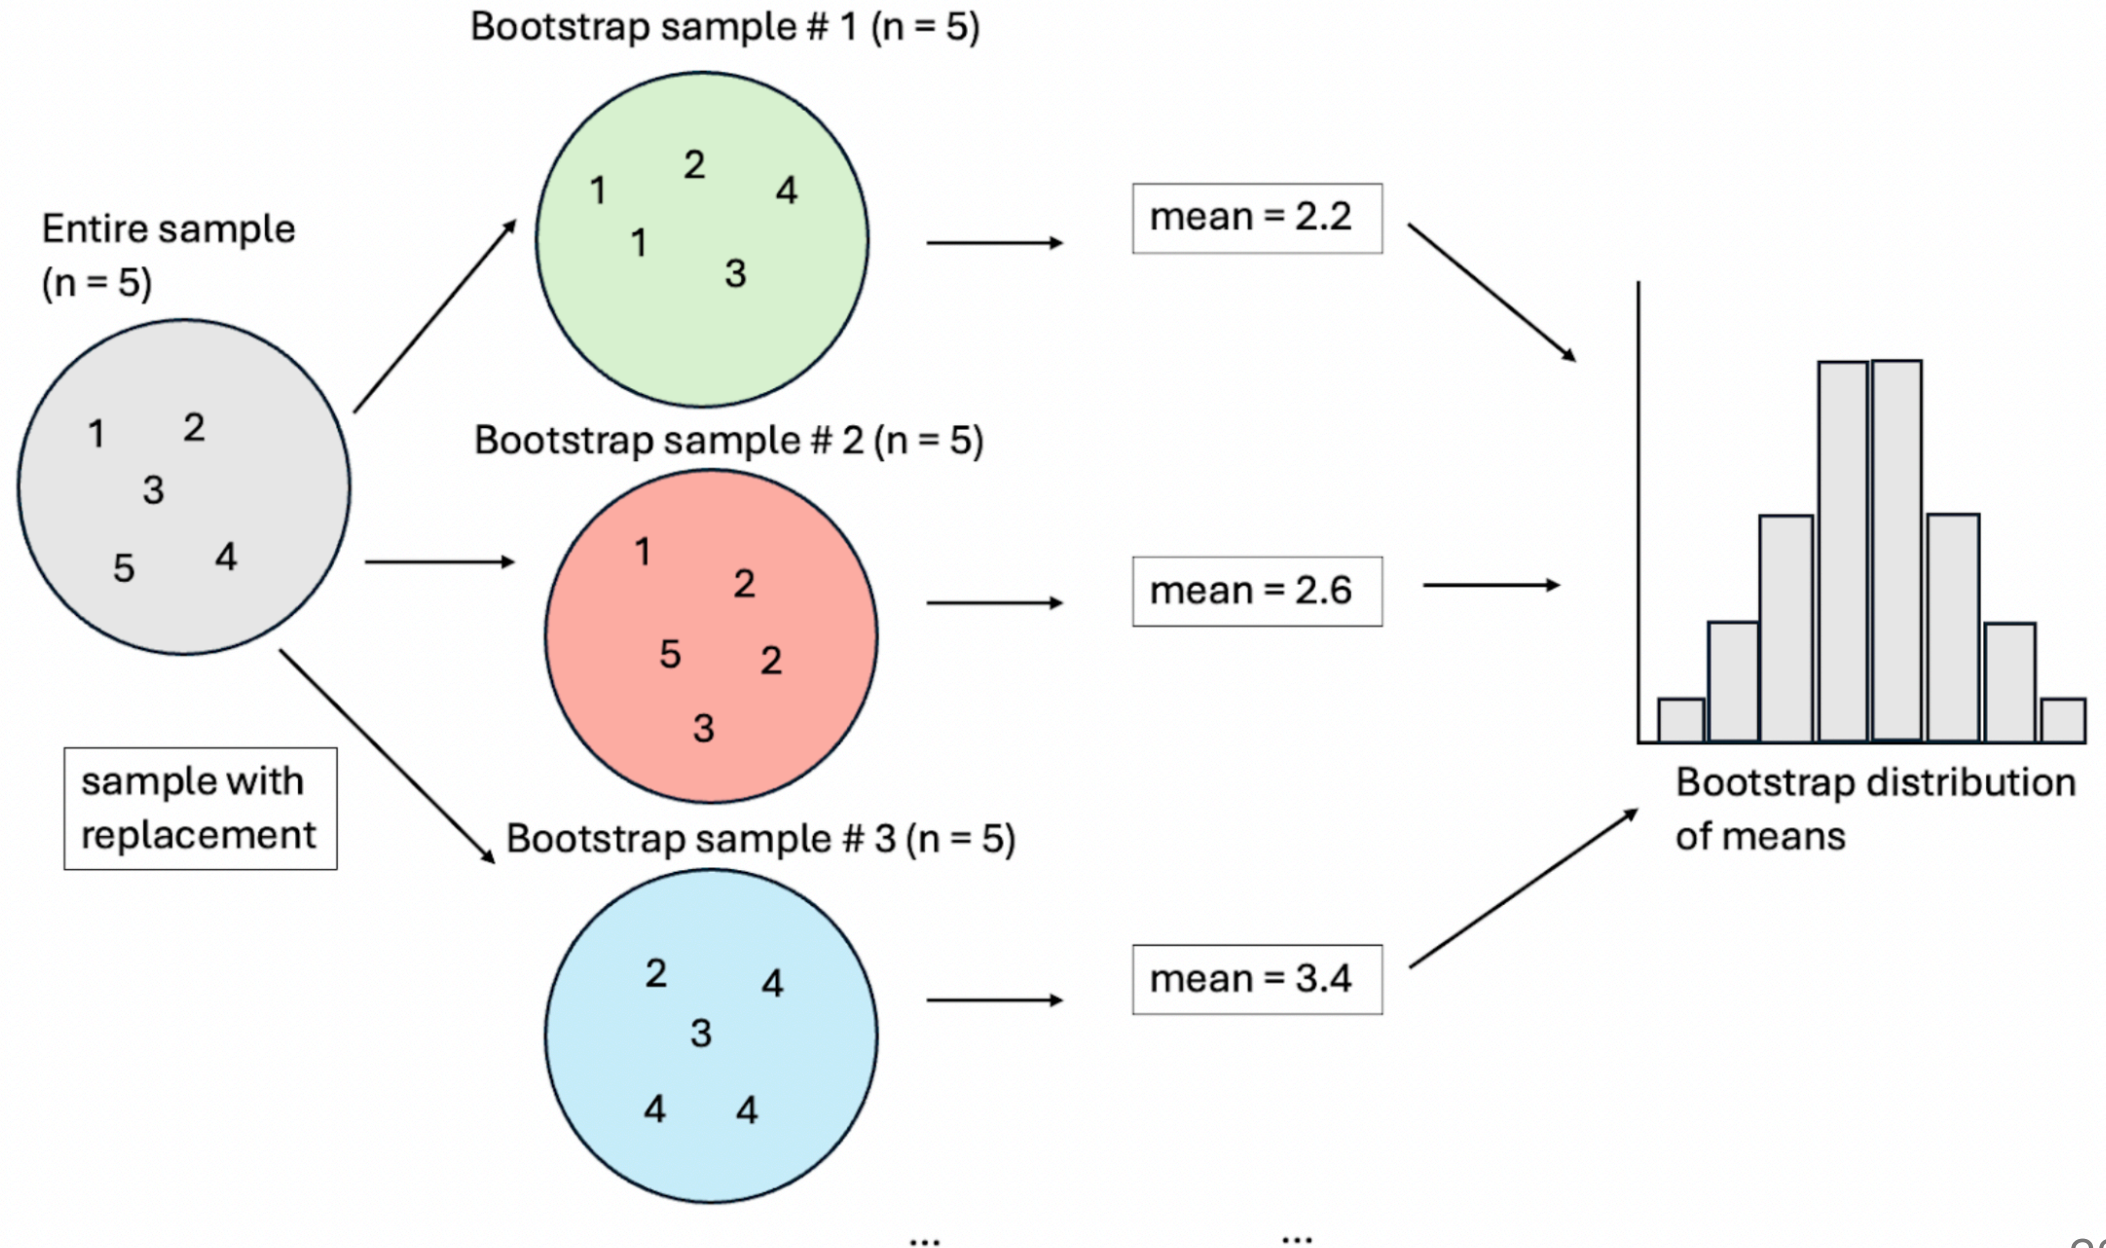 Bootstrap sample # 1 (n = 5)
2
1
4
1
3
mean = 2.2
Entire sample
(n = 5)
1
2
3
5
4
sample with
replacement
Bootstrap sample # 2 (n = 5)
1
2
5
2
3
mean = 2.6
Bootstrap sample # 3 (n = 5)
2
4
3
4
4
mean = 3.4
Bootstrap distribution
of means
...
...